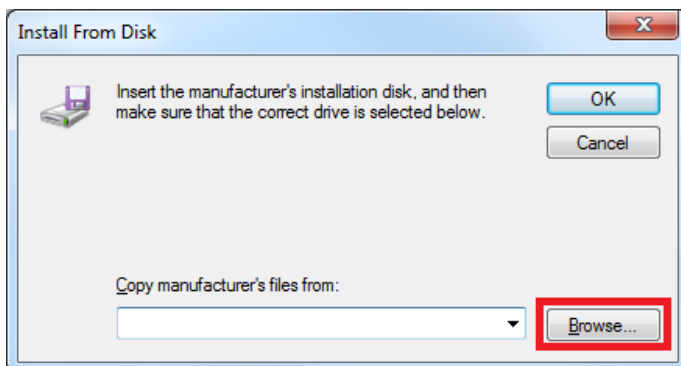 Install From Disk
Insert the manufacturer's installation disk, and then
make sure that the correct drive is selected below.
OK
Cancel
Copy manufacturer's files from:
Browse...